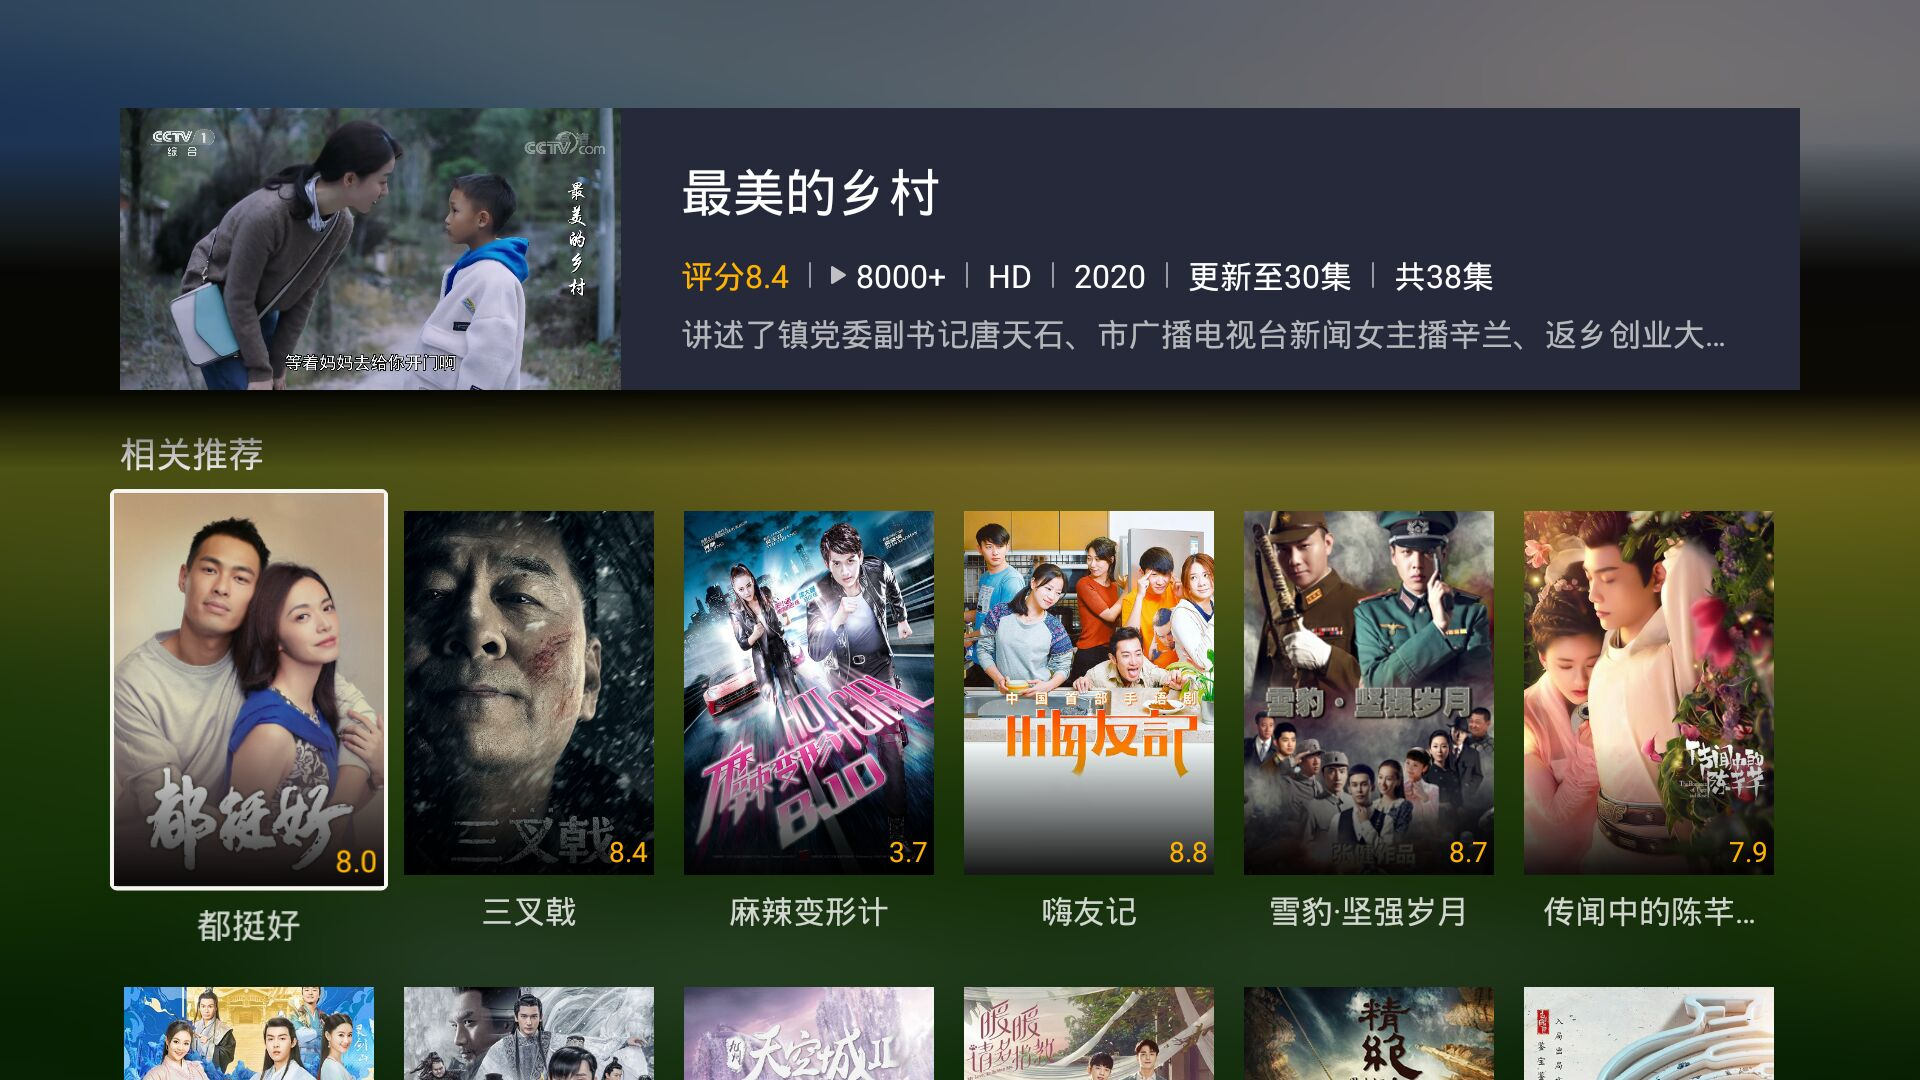 CCTV 1
综合
CCTV com
最美的乡村
等着妈妈去给你开门啊
最美的乡村
评分8.4 | 8000+ | HD | 2020 | 更新至30集 | 共38集
讲述了镇党委副书记唐天石、市广播电视台新闻女主播辛兰、返乡创业大...
相关推荐
都挺好
8.0
三叉戟
8.4
HOT GIRL
麻辣变形计
8.10
3.7
中国首部手语剧
嗨友記
8.8
雪豹·坚强岁月
张健作品
8.7
传闻中的陈芊芊
7.9
都挺好
三叉戟
麻辣变形计
嗨友记
雪豹·坚强岁月
传闻中的陈芊...
九州
天空城II
暖暖
请多指教
精绝